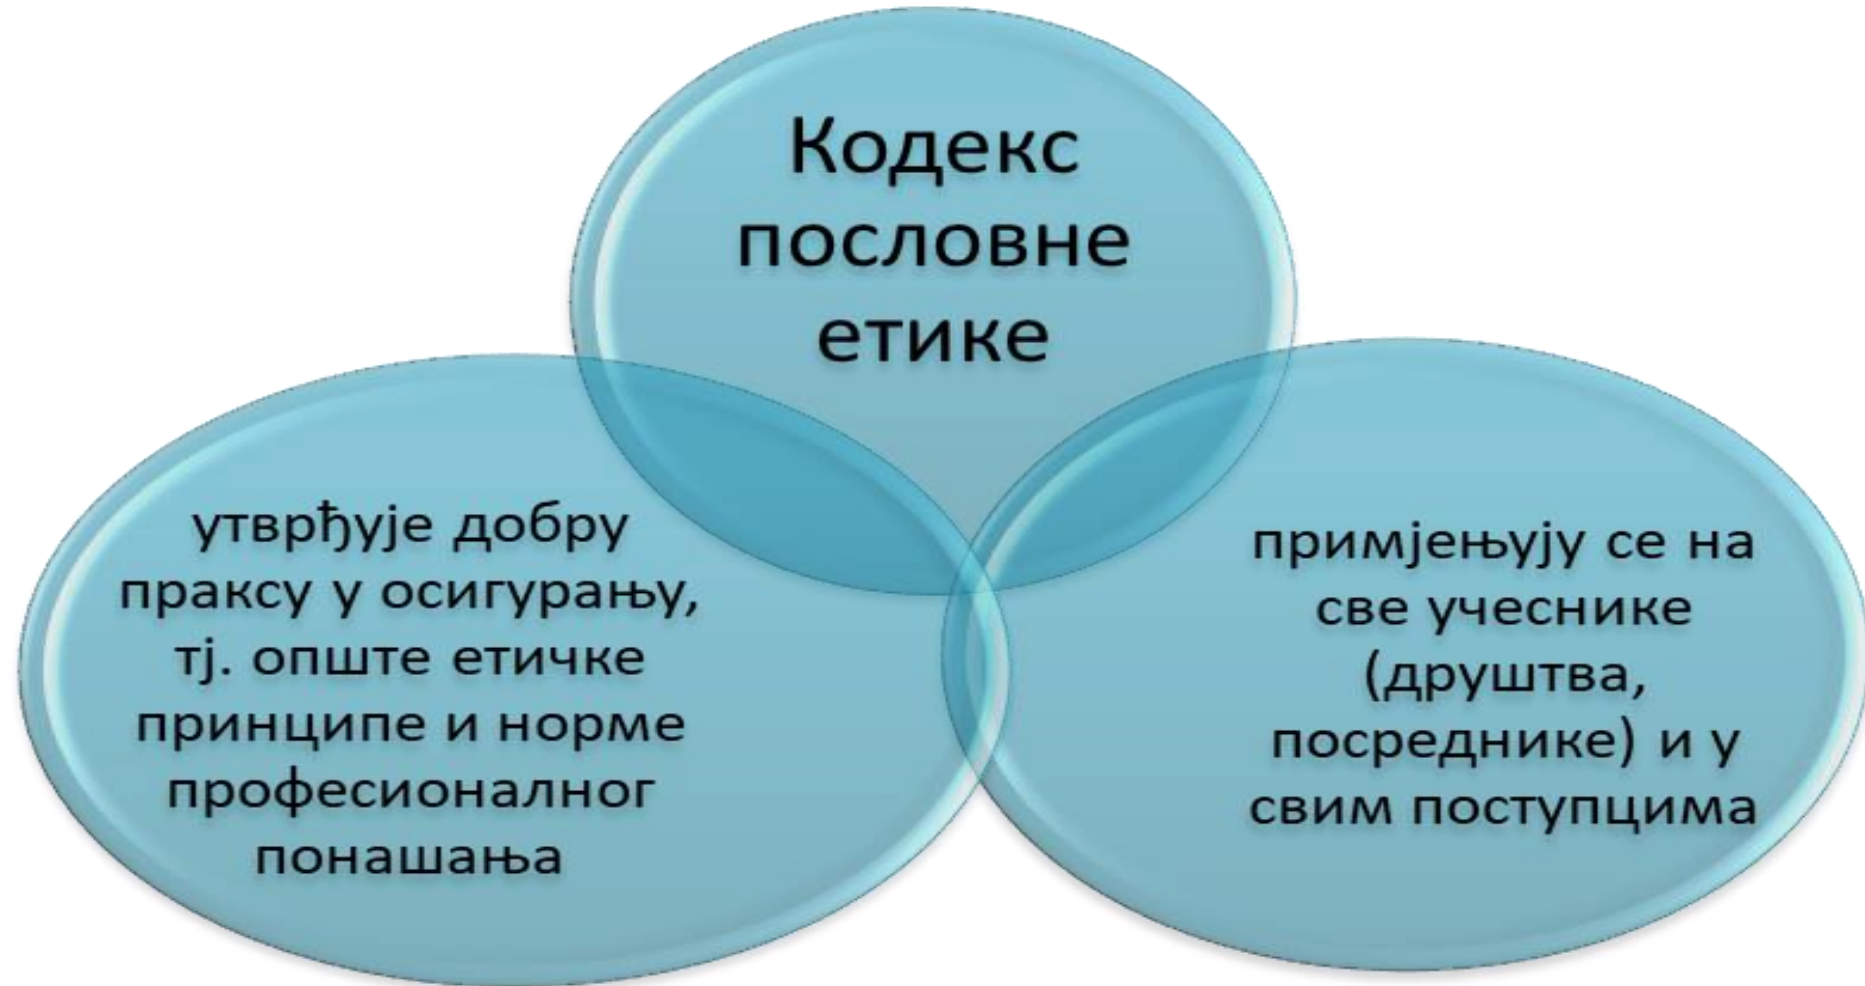 Кодекс
пословне
етике
утврђује добру
праксу у осигурању,
тј. опште етичке
принципе и норме
професионалног
понашања
примјењују се на
све учеснике
(друштва,
посреднике) и у
свим поступцима